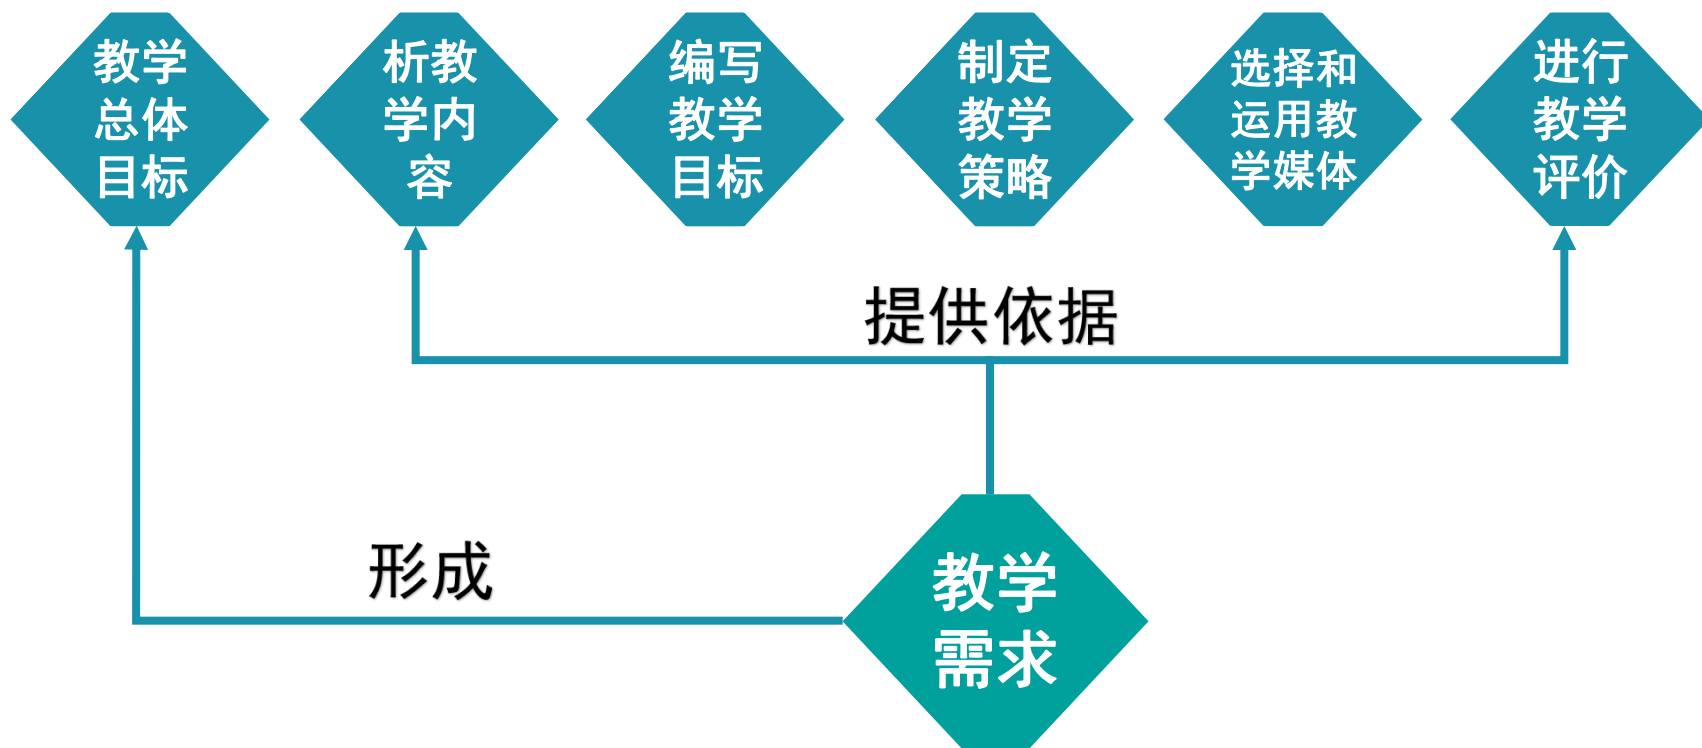 教学
总体
目标
析教
学内
容
编写
教学
目标
制定
教学
策略
选择和
运用教
学媒体
进行
教学
评价
提供依据
形成
教学
需求